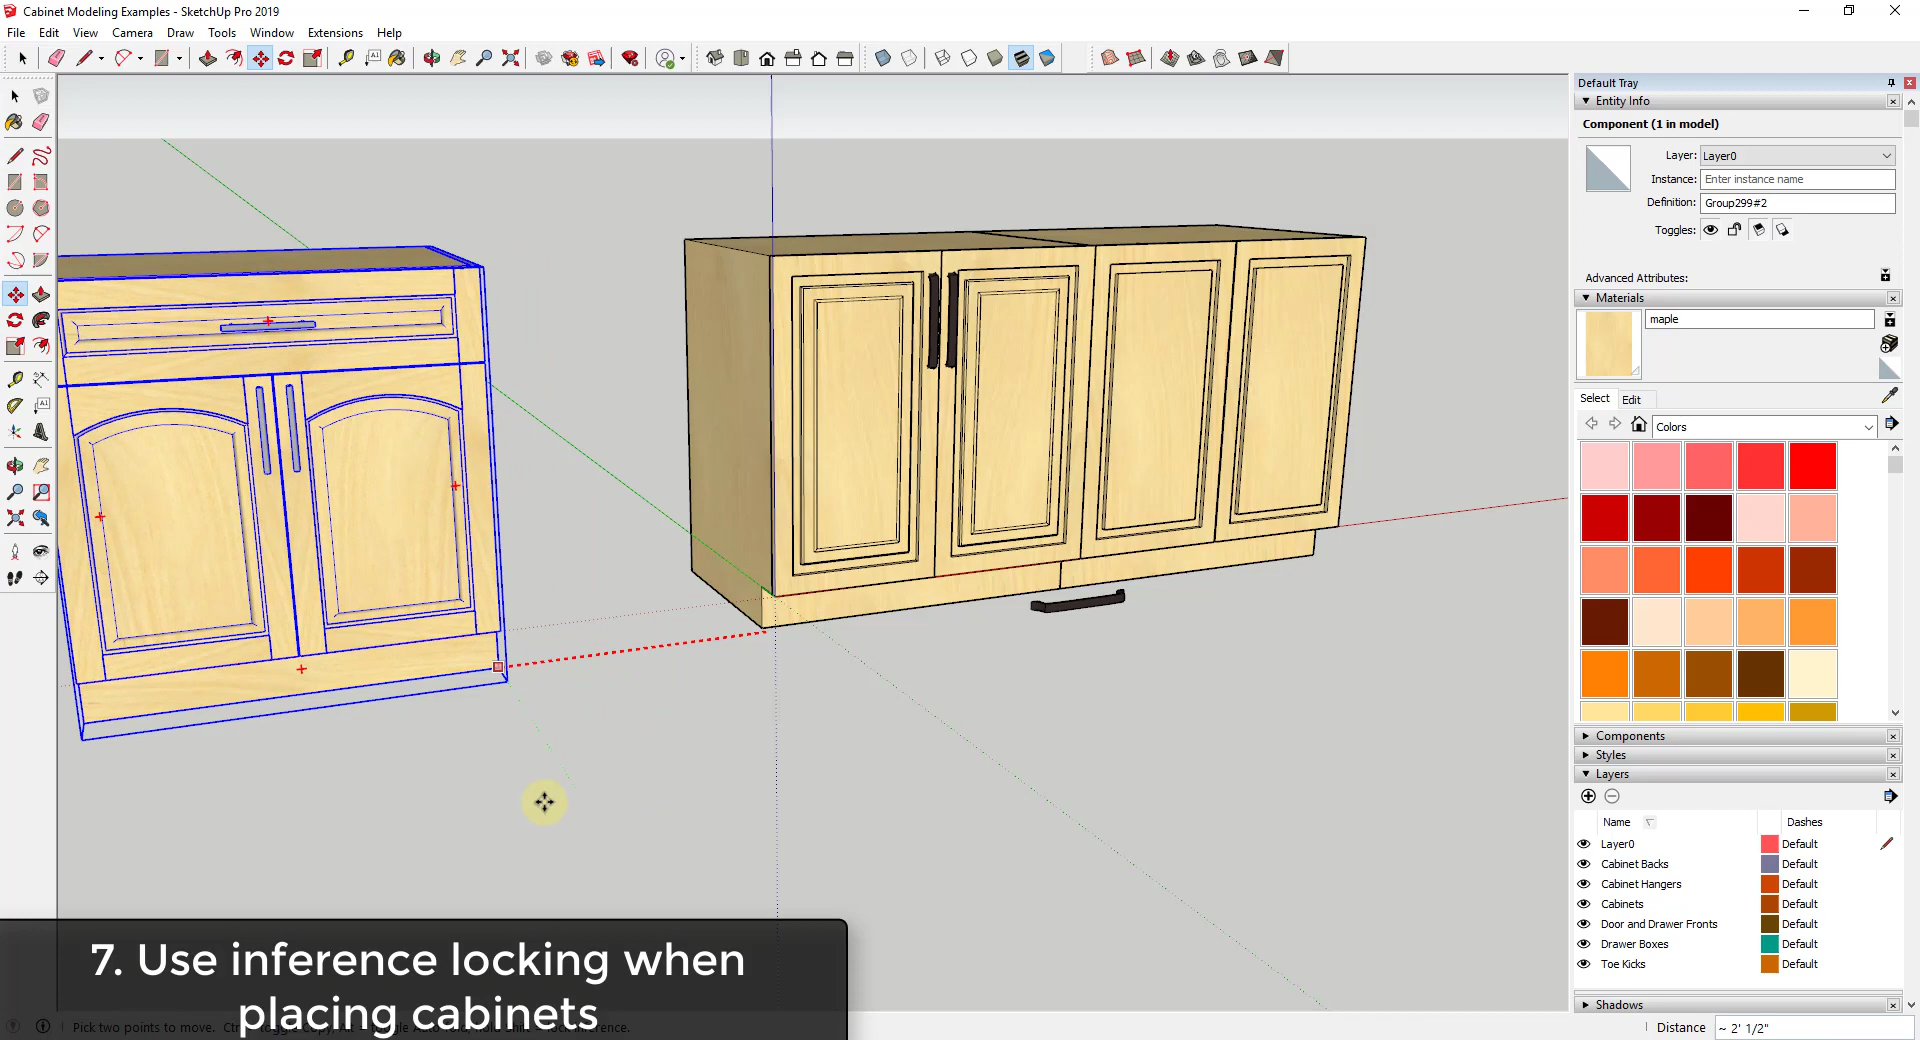 Cabinet Modeling Examples - SketchUp Pro 2019
File Edit View Camera Draw Tools Window Extensions Help
Default Tray
Entity Info
Component (1 in model)
Layer: Layer0
Instance: Enter instance name
Definition: Group299#2
Toggles:
Advanced Attributes:
Materials
maple
Select Edit
Colors
Components
Styles
Layers
Name Dashes
Layer0 Default
Cabinet Backs Default
Cabinet Hangers Default
Cabinets Default
Door and Drawer Fronts Default
Drawer Boxes Default
Toe Kicks Default
Shadows
7. Use inference locking when
placing cabinets
Pick two points to move.
Distance ~ 2' 1/2"